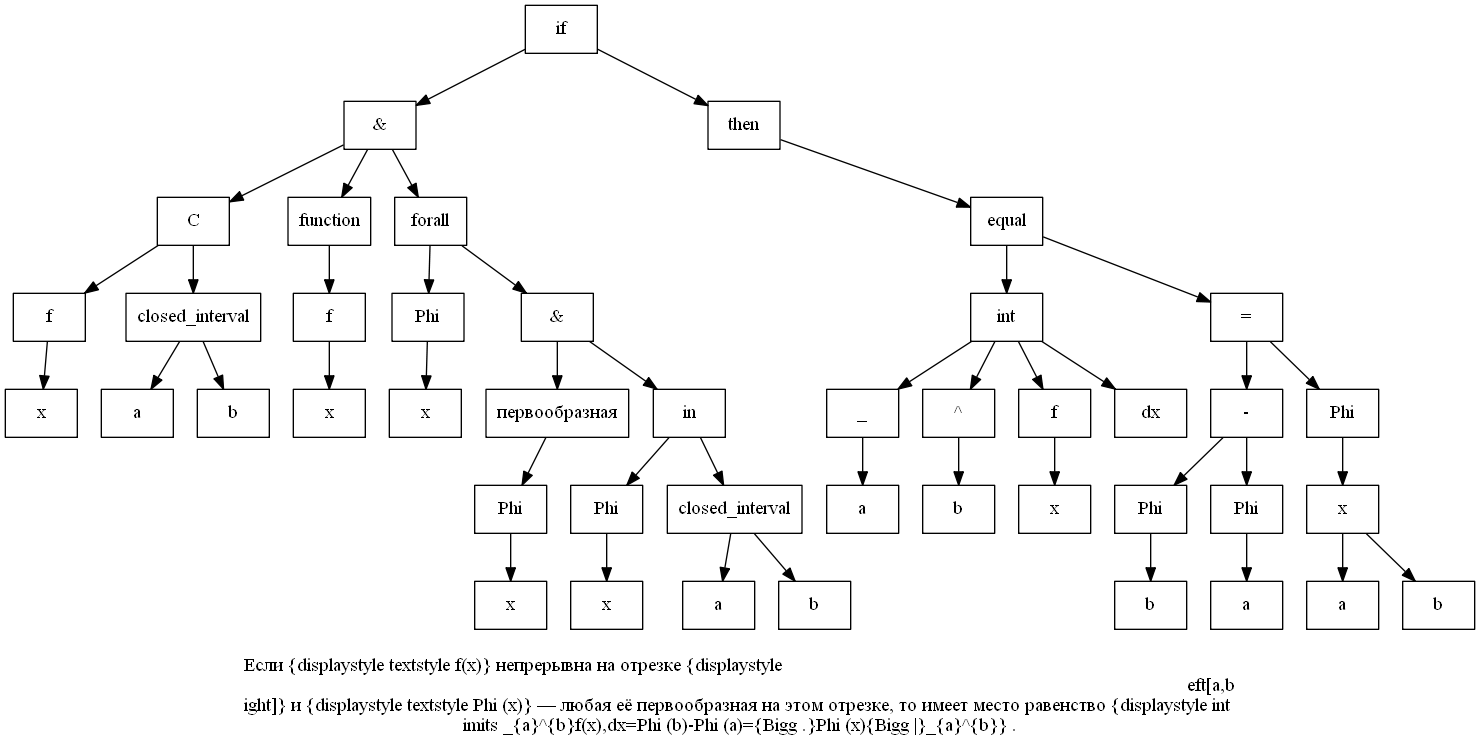 if
& then
C function forall equal
f closed_interval f Phi & int =
x a b x x первообразная in _ ^ f dx - Phi
Phi Phi closed_interval a b x Phi Phi x
x x a b b a a b
Если {displaystyle textstyle f(x)} непрерывна на отрезке {displaystyle
eft[a,b
ight]} и {displaystyle textstyle Phi (x)} — любая её первообразная на этом отрезке, то имеет место равенство {displaystyle int
imits _{a}^{b}f(x),dx=Phi (b)-Phi (a)={Bigg .}Phi (x){Bigg |}_{a}^{b}} .